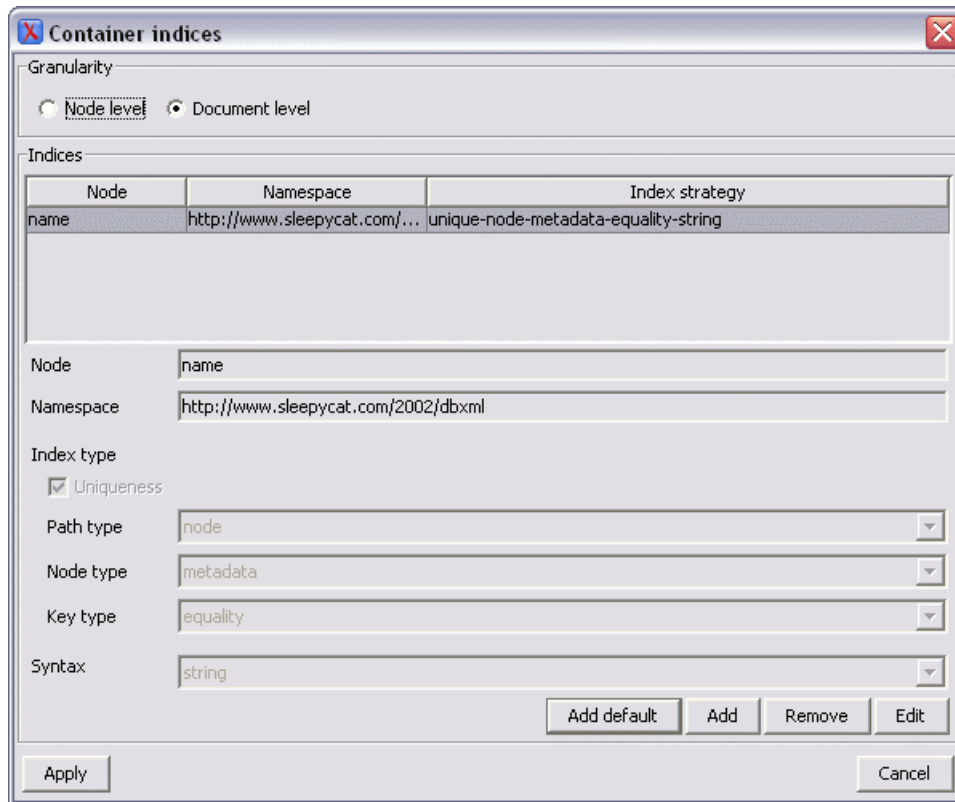 Container indices
Granularity
Node level Document level
Indices
Node Namespace Index strategy
name http://www.sleepycat.com/... unique-node-metadata-equality-string
Node name
Namespace http://www.sleepycat.com/2002/dbxml
Index type
Uniqueness
Path type node
Node type metadata
Key type equality
Syntax string
Add default Add Remove Edit
Apply Cancel